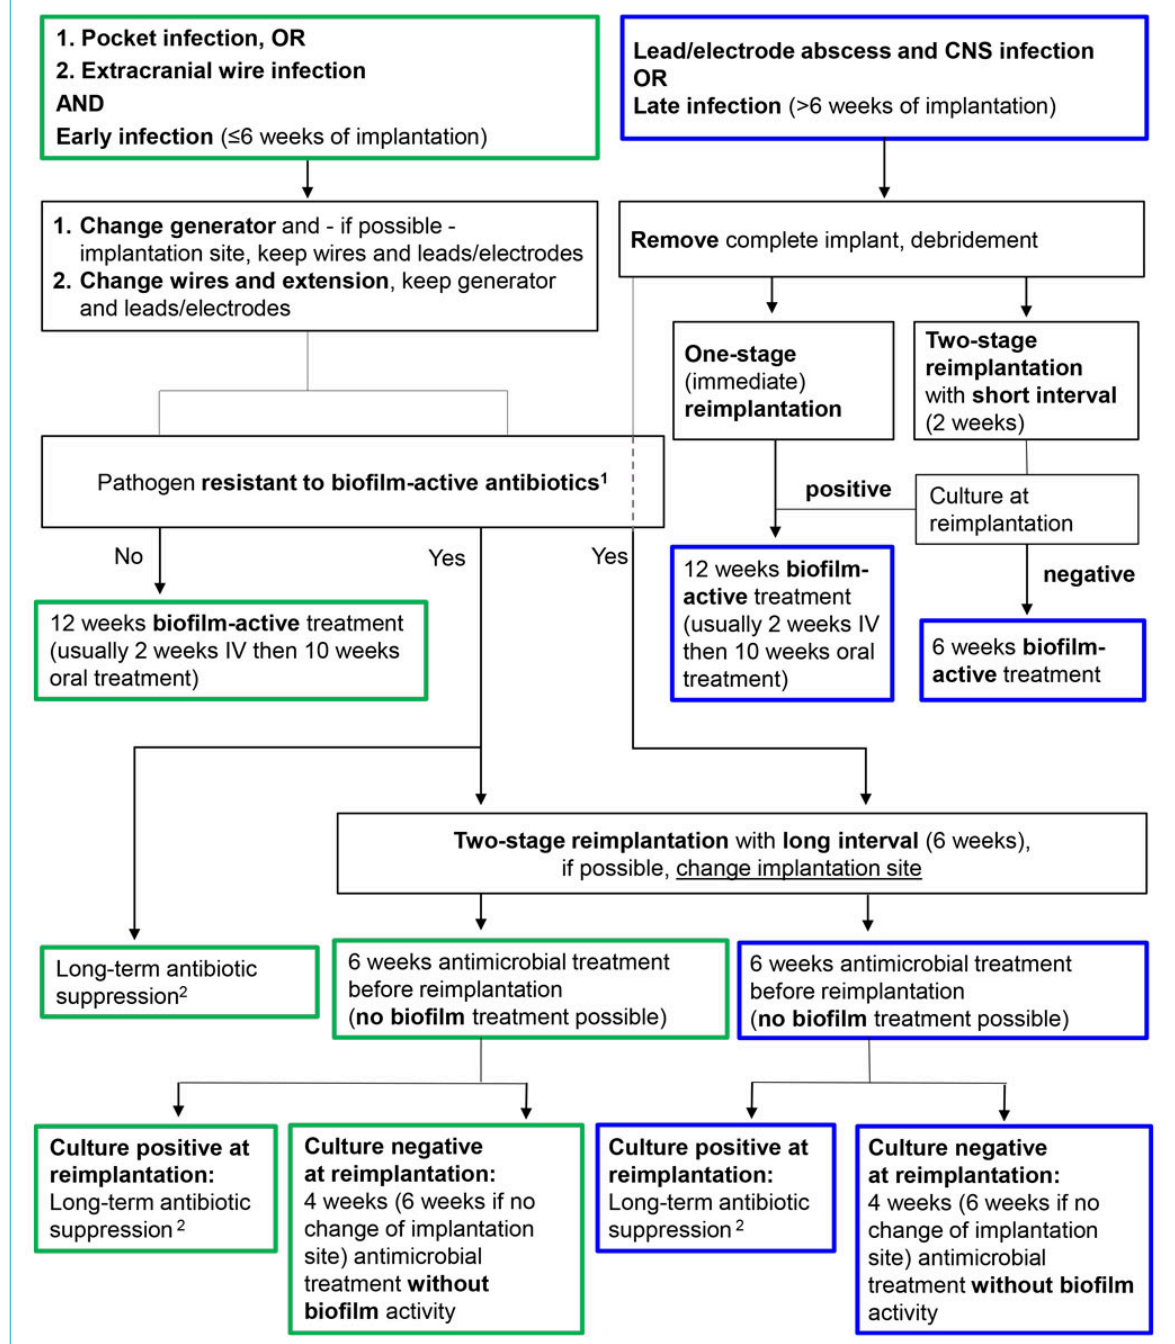 1. Pocket infection, OR
2. Extracranial wire infection
AND
Early infection (≤6 weeks of implantation)
Lead/electrode abscess and CNS infection
OR
Late infection (>6 weeks of implantation)
1. Change generator and - if possible -
implantation site, keep wires and leads/electrodes
2. Change wires and extension, keep generator
and leads/electrodes
Remove complete implant, debridement
One-stage
(immediate)
reimplantation
Two-stage
reimplantation
with short interval
(2 weeks)
Pathogen resistant to biofilm-active antibiotics1
positive
Culture at
reimplantation
No
Yes
Yes
negative
12 weeks biofilm-active treatment
(usually 2 weeks IV then 10 weeks
oral treatment)
12 weeks biofilm-
active treatment
(usually 2 weeks IV
then 10 weeks oral
treatment)
6 weeks biofilm-
active treatment
Two-stage reimplantation with long interval (6 weeks),
if possible, change implantation site
Long-term antibiotic
suppression2
6 weeks antimicrobial treatment
before reimplantation
(no biofilm treatment possible)
6 weeks antimicrobial treatment
before reimplantation
(no biofilm treatment possible)
Culture positive at
reimplantation:
Long-term antibiotic
suppression 2
Culture negative
at reimplantation:
4 weeks (6 weeks if no
change of implantation
site) antimicrobial
treatment without
biofilm activity
Culture positive at
reimplantation:
Long-term antibiotic
suppression 2
Culture negative
at reimplantation:
4 weeks (6 weeks if no
change of implantation
site) antimicrobial
treatment without biofilm
activity